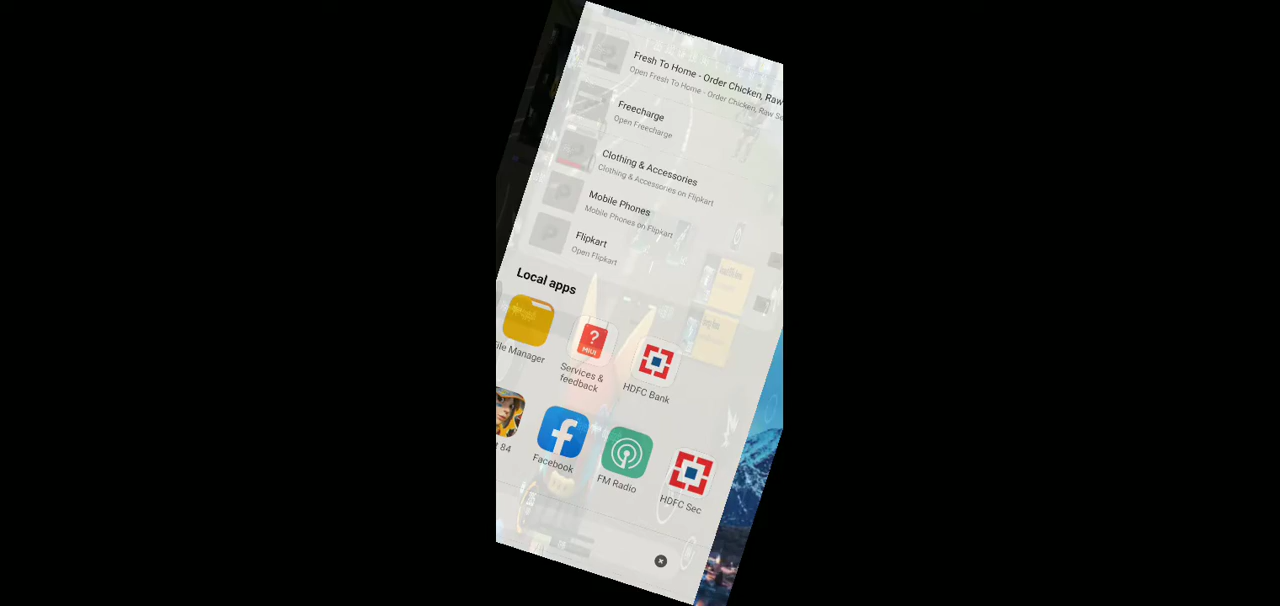 Fresh To Home - Order Chicken, Raw
Open Fresh To Home - Order Chicken, Raw Se
Freecharge
Open Freecharge
Clothing & Accessories
Clothing & Accessories on Flipkart
Mobile Phones
Mobile Phones on Flipkart
Flipkart
Open Flipkart
Local apps
?
MIUI
ile Manager
Services &
feedback
HDFC Bank
84
Facebook
FM Radio
HDFC Sec